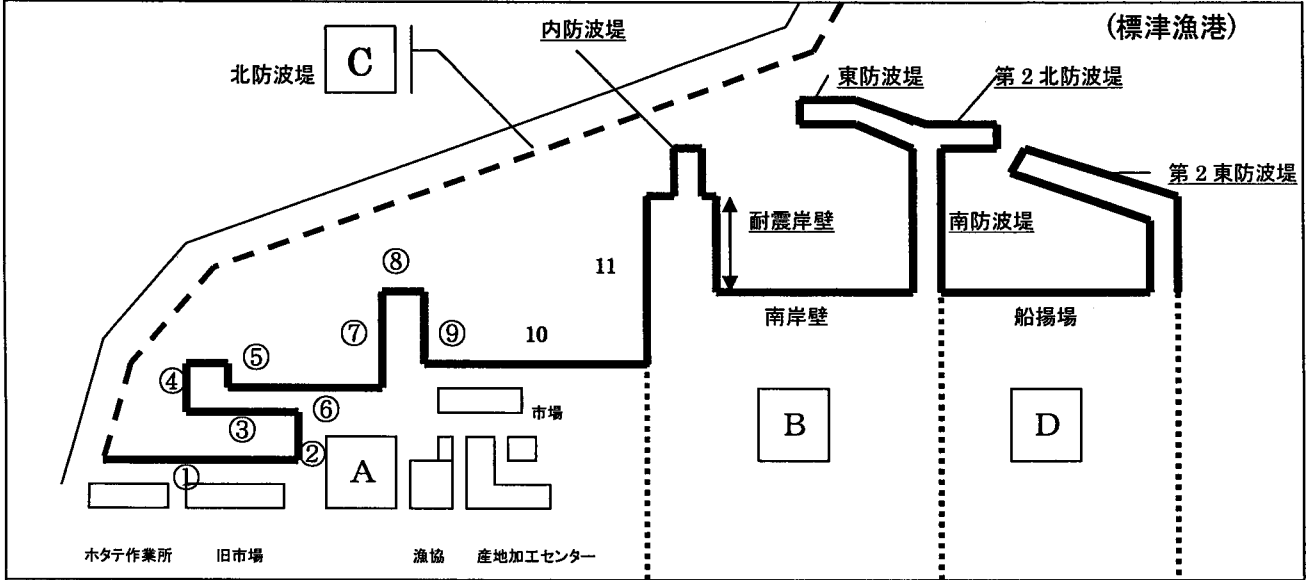 (標津漁港)
内防波堤
北防波堤
C
東防波堤
第2北防波堤
第2東防波堤
耐震岸壁
南防波堤
⑧
11
南岸壁
船揚場
⑦
⑨
10
⑤
④
⑥
市場
③
②
A
B
D
①
ホタテ作業所
旧市場
漁協
産地加工センター